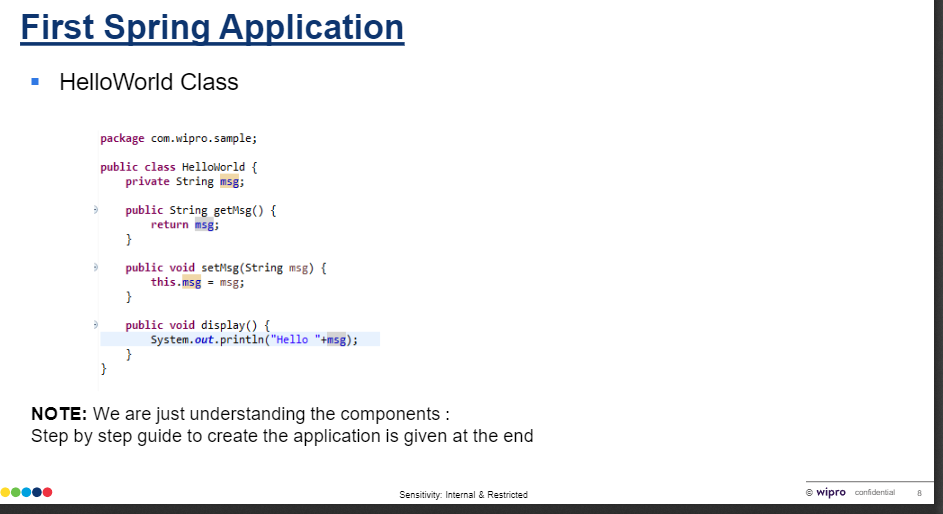 First Spring Application
HelloWorld Class
package com.wipro.sample;
public class HelloWorld {
private String msg;
public String getMsg() {
return msg;
}
public void setMsg(String msg) {
this.msg = msg;
}
public void display() {
System.out.println("Hello "+msg);
}
}
NOTE: We are just understanding the components :
Step by step guide to create the application is given at the end
Sensitivity: Internal & Restricted
© wipro confidential 8